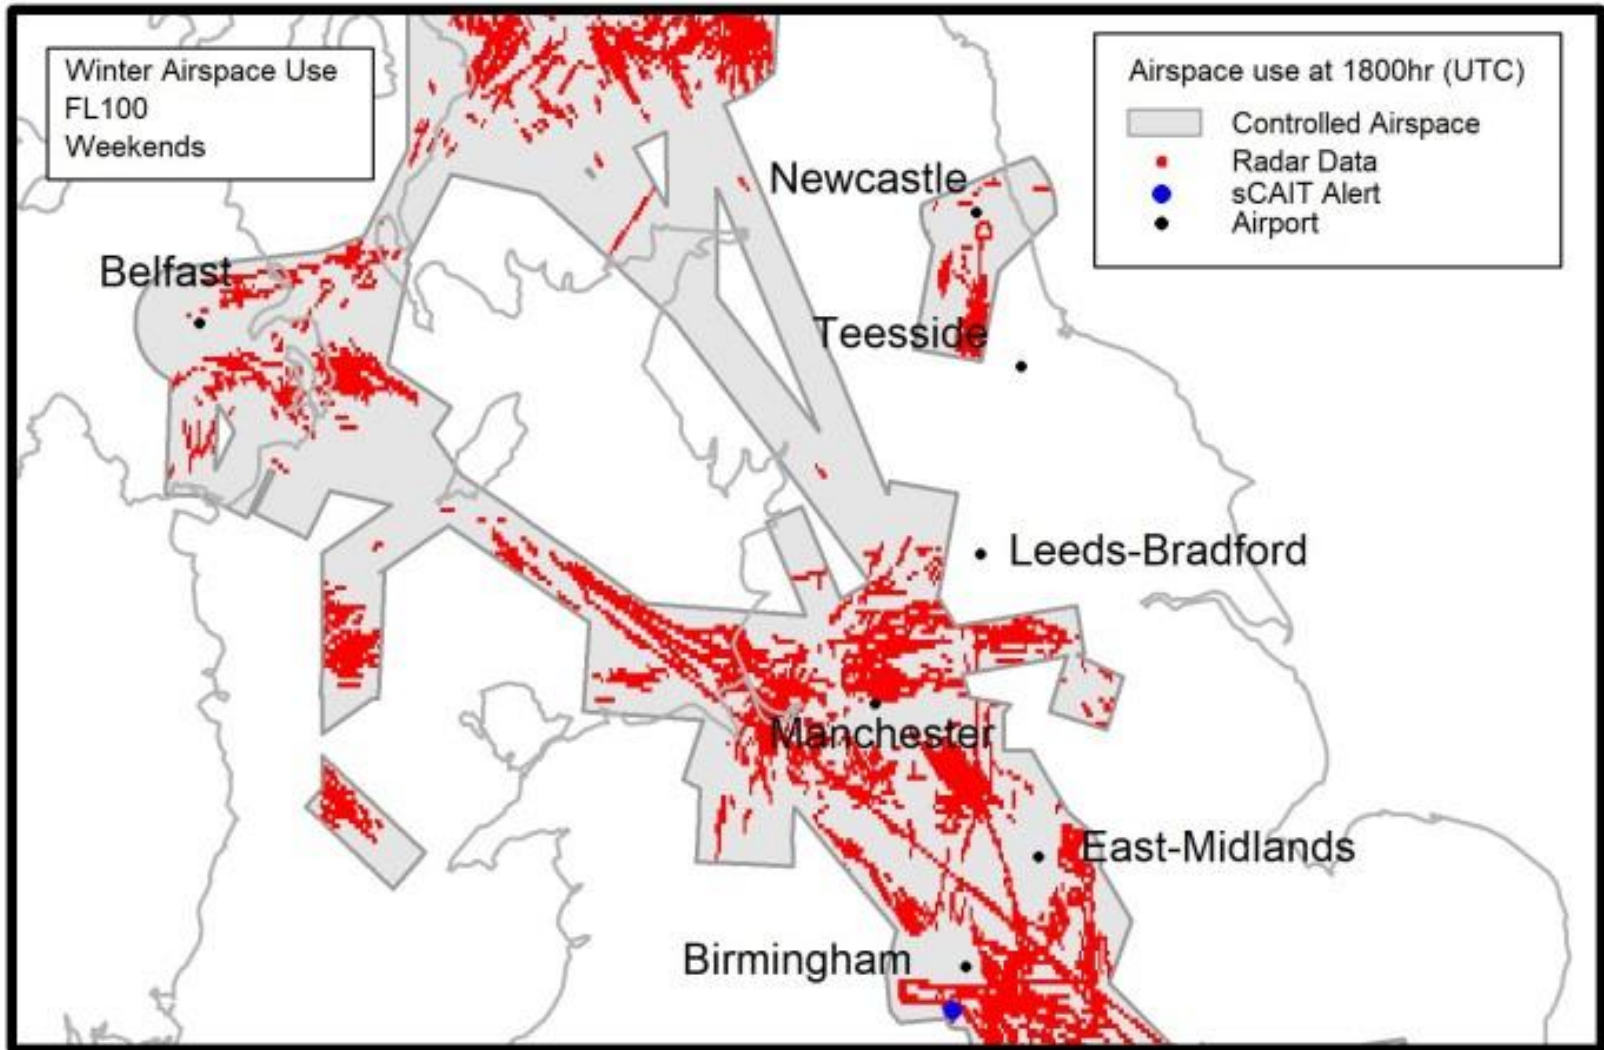 Winter Airspace Use
FL100
Weekends
Airspace use at 1800hr (UTC)
Controlled Airspace
Radar Data
sCAIT Alert
Airport
Newcastle
Belfast
Teesside
Leeds-Bradford
Manchester
East-Midlands
Birmingham